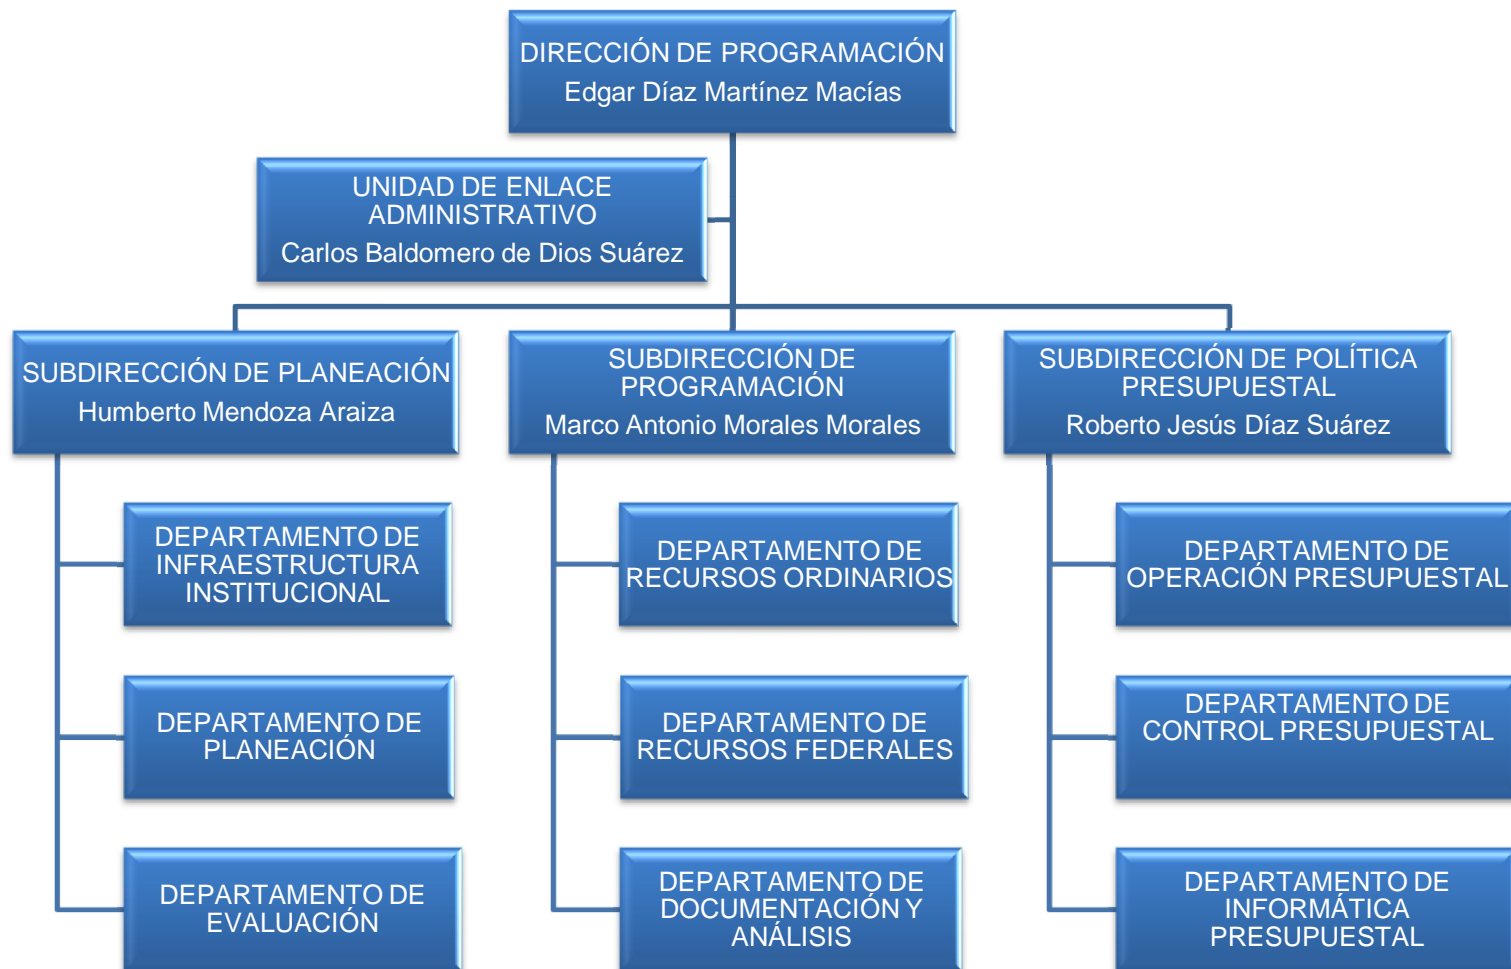 DIRECCIÓN DE PROGRAMACIÓN
Edgar Díaz Martínez Macías
UNIDAD DE ENLACE
ADMINISTRATIVO
Carlos Baldomero de Dios Suárez
SUBDIRECCIÓN DE PLANEACIÓN
Humberto Mendoza Araiza
SUBDIRECCIÓN DE
PROGRAMACIÓN
Marco Antonio Morales Morales
SUBDIRECCIÓN DE POLÍTICA
PRESUPUESTAL
Roberto Jesús Díaz Suárez
DEPARTAMENTO DE
INFRAESTRUCTURA
INSTITUCIONAL
DEPARTAMENTO DE
RECURSOS ORDINARIOS
DEPARTAMENTO DE
OPERACIÓN PRESUPUESTAL
DEPARTAMENTO DE
PLANEACIÓN
DEPARTAMENTO DE
RECURSOS FEDERALES
DEPARTAMENTO DE
CONTROL PRESUPUESTAL
DEPARTAMENTO DE
EVALUACIÓN
DEPARTAMENTO DE
DOCUMENTACIÓN Y
ANÁLISIS
DEPARTAMENTO DE
INFORMÁTICA
PRESUPUESTAL